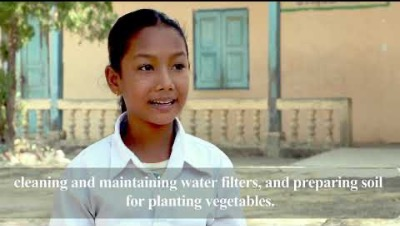 cleaning and maintaining water filters, and preparing soil
for planting vegetables.